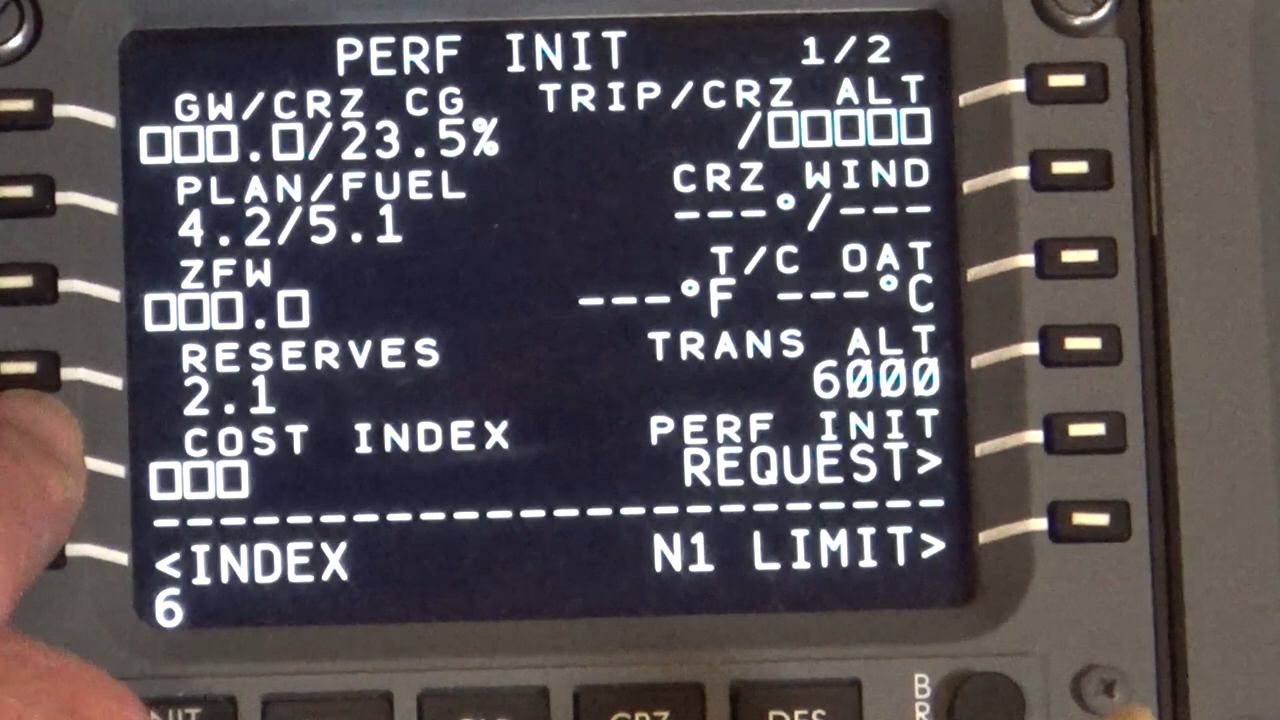 PERF INIT 1/2
GW/CRZ CG TRIP/CRZ ALT
□□□.□/23.5% /□□□□□
PLAN/FUEL CRZ WIND
4.2/5.1 ---°/---
ZFW T/C OAT
□□□.□ ---°F ---°C
RESERVES TRANS ALT
2.1 6000
COST INDEX PERF INIT
□□□ REQUEST>
------------------------
<INDEX N1 LIMIT>
6
DES